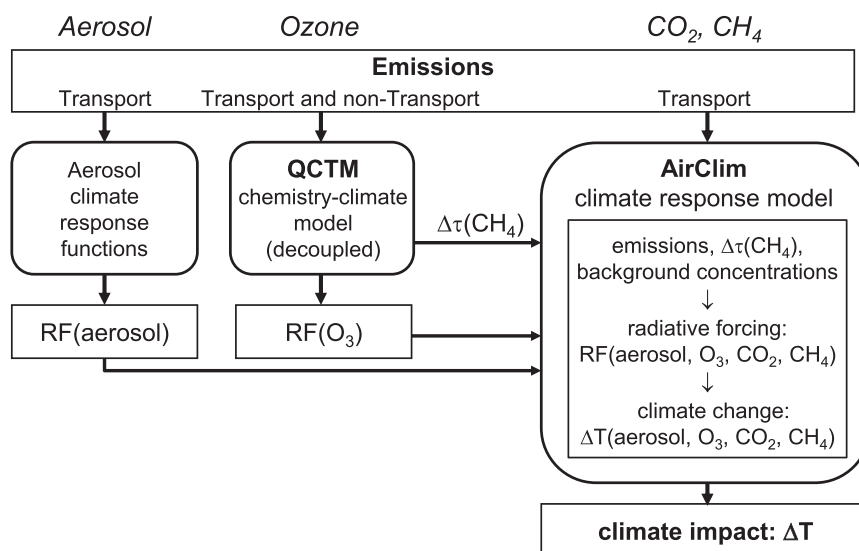 Aerosol Ozone CO₂, CH₄
Emissions
Transport Transport and non-Transport Transport
Aerosol
climate
response
functions
QCTM
chemistry-climate
model
(decoupled)
Δτ(CH₄)
RF(aerosol)
RF(O₃)
AirClim
climate response model
emissions, Δτ(CH₄),
background concentrations
↓
radiative forcing:
RF(aerosol, O₃, CO₂, CH₄)
↓
climate change:
ΔT(aerosol, O₃, CO₂, CH₄)
climate impact: ΔT